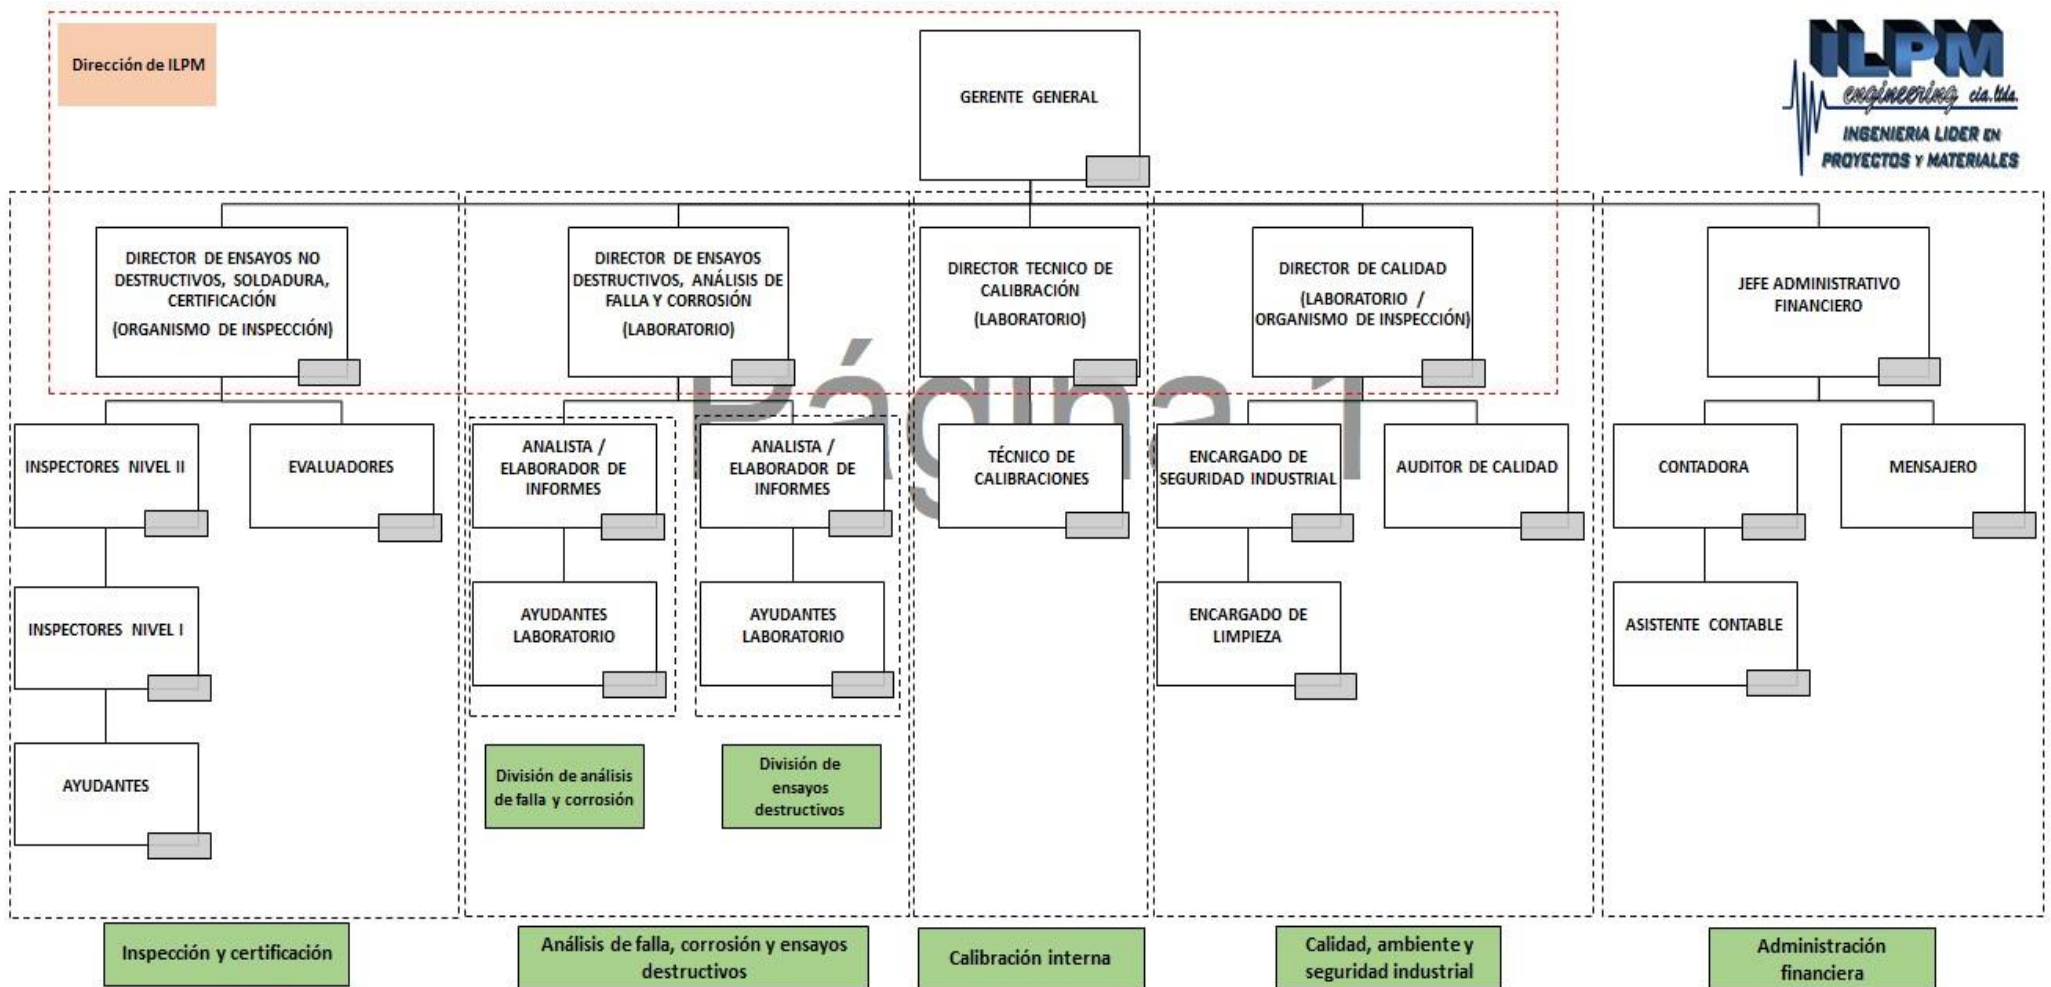 Dirección de ILPM
GERENTE GENERAL
ILPM
engineering cia.ltda.
INGENIERIA LIDER EN
PROYECTOS Y MATERIALES
DIRECTOR DE ENSAYOS NO
DESTRUCTIVOS, SOLDADURA,
CERTIFICACIÓN
(ORGANISMO DE INSPECCIÓN)
DIRECTOR DE ENSAYOS
DESTRUCTIVOS, ANÁLISIS DE
FALLA Y CORROSIÓN
(LABORATORIO)
DIRECTOR TECNICO DE
CALIBRACIÓN
(LABORATORIO)
DIRECTOR DE CALIDAD
(LABORATORIO /
ORGANISMO DE INSPECCIÓN)
JEFE ADMINISTRATIVO
FINANCIERO
Página 1
INSPECTORES NIVEL II
EVALUADORES
ANALISTA /
ELABORADOR DE
INFORMES
ANALISTA /
ELABORADOR DE
INFORMES
TÉCNICO DE
CALIBRACIONES
ENCARGADO DE
SEGURIDAD INDUSTRIAL
AUDITOR DE CALIDAD
CONTADORA
MENSAJERO
INSPECTORES NIVEL I
AYUDANTES
LABORATORIO
AYUDANTES
LABORATORIO
ENCARGADO DE
LIMPIEZA
ASISTENTE CONTABLE
AYUDANTES
División de análisis
de falla y corrosión
División de
ensayos
destructivos
Inspección y certificación
Análisis de falla, corrosión y ensayos
destructivos
Calibración interna
Calidad, ambiente y
seguridad industrial
Administración
financiera